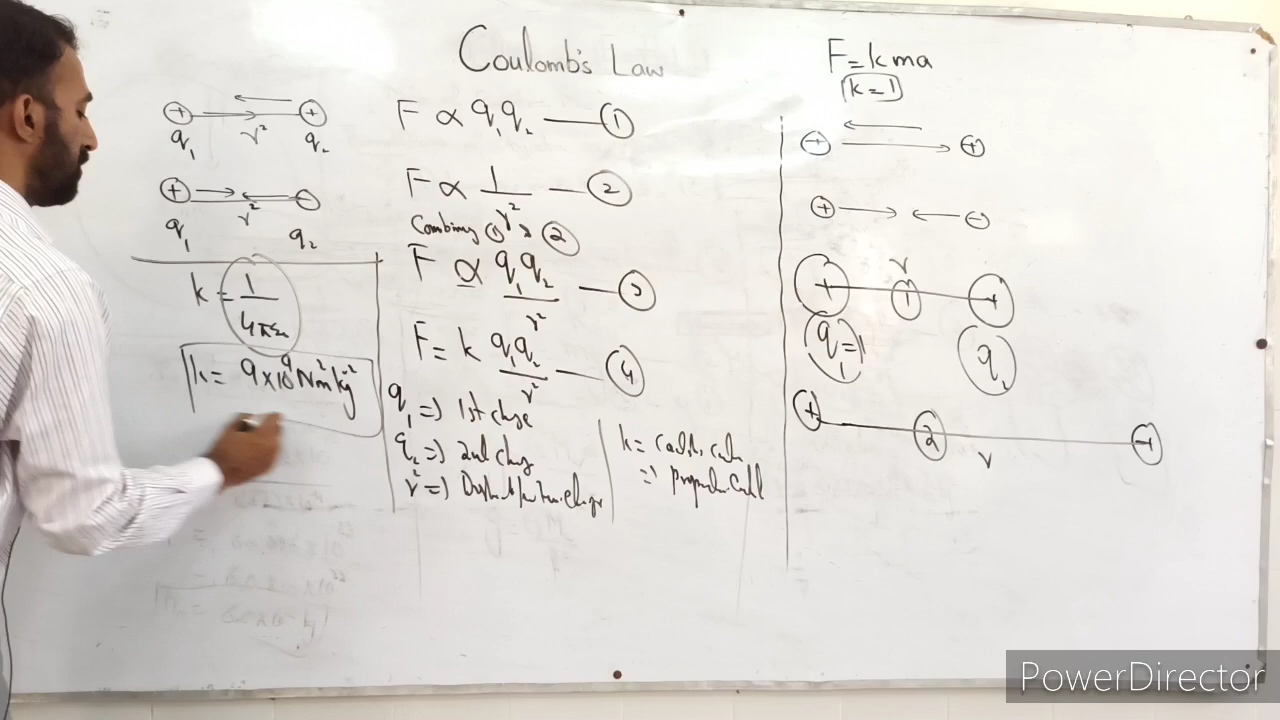 Coulomb's Law
+ r² +
q₁ q₂
+ r² −
q₁ q₂
k = 1/4πε₀
k = 9×10⁹ Nm²kg⁻²
F ∝ q₁q₂ — ①
F ∝ 1/r² — ②
Combining ① & ②
F ∝ q₁q₂/r² — ③
F = k q₁q₂/r² — ④
q₁ ⇒ 1st charge
q₂ ⇒ 2nd charge
r² ⇒
k =
⇒
F = kma
k = 1
+ +
+ −
r
+ 1 +
q₁ = 1 q₂
+ 2 +
r
PowerDirector